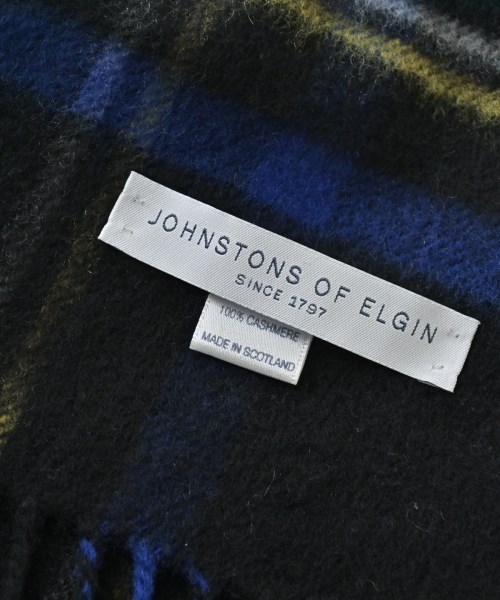 JOHNSTONS OF ELGIN
SINCE 1797
100% CASHMERE
MADE IN SCOTLAND